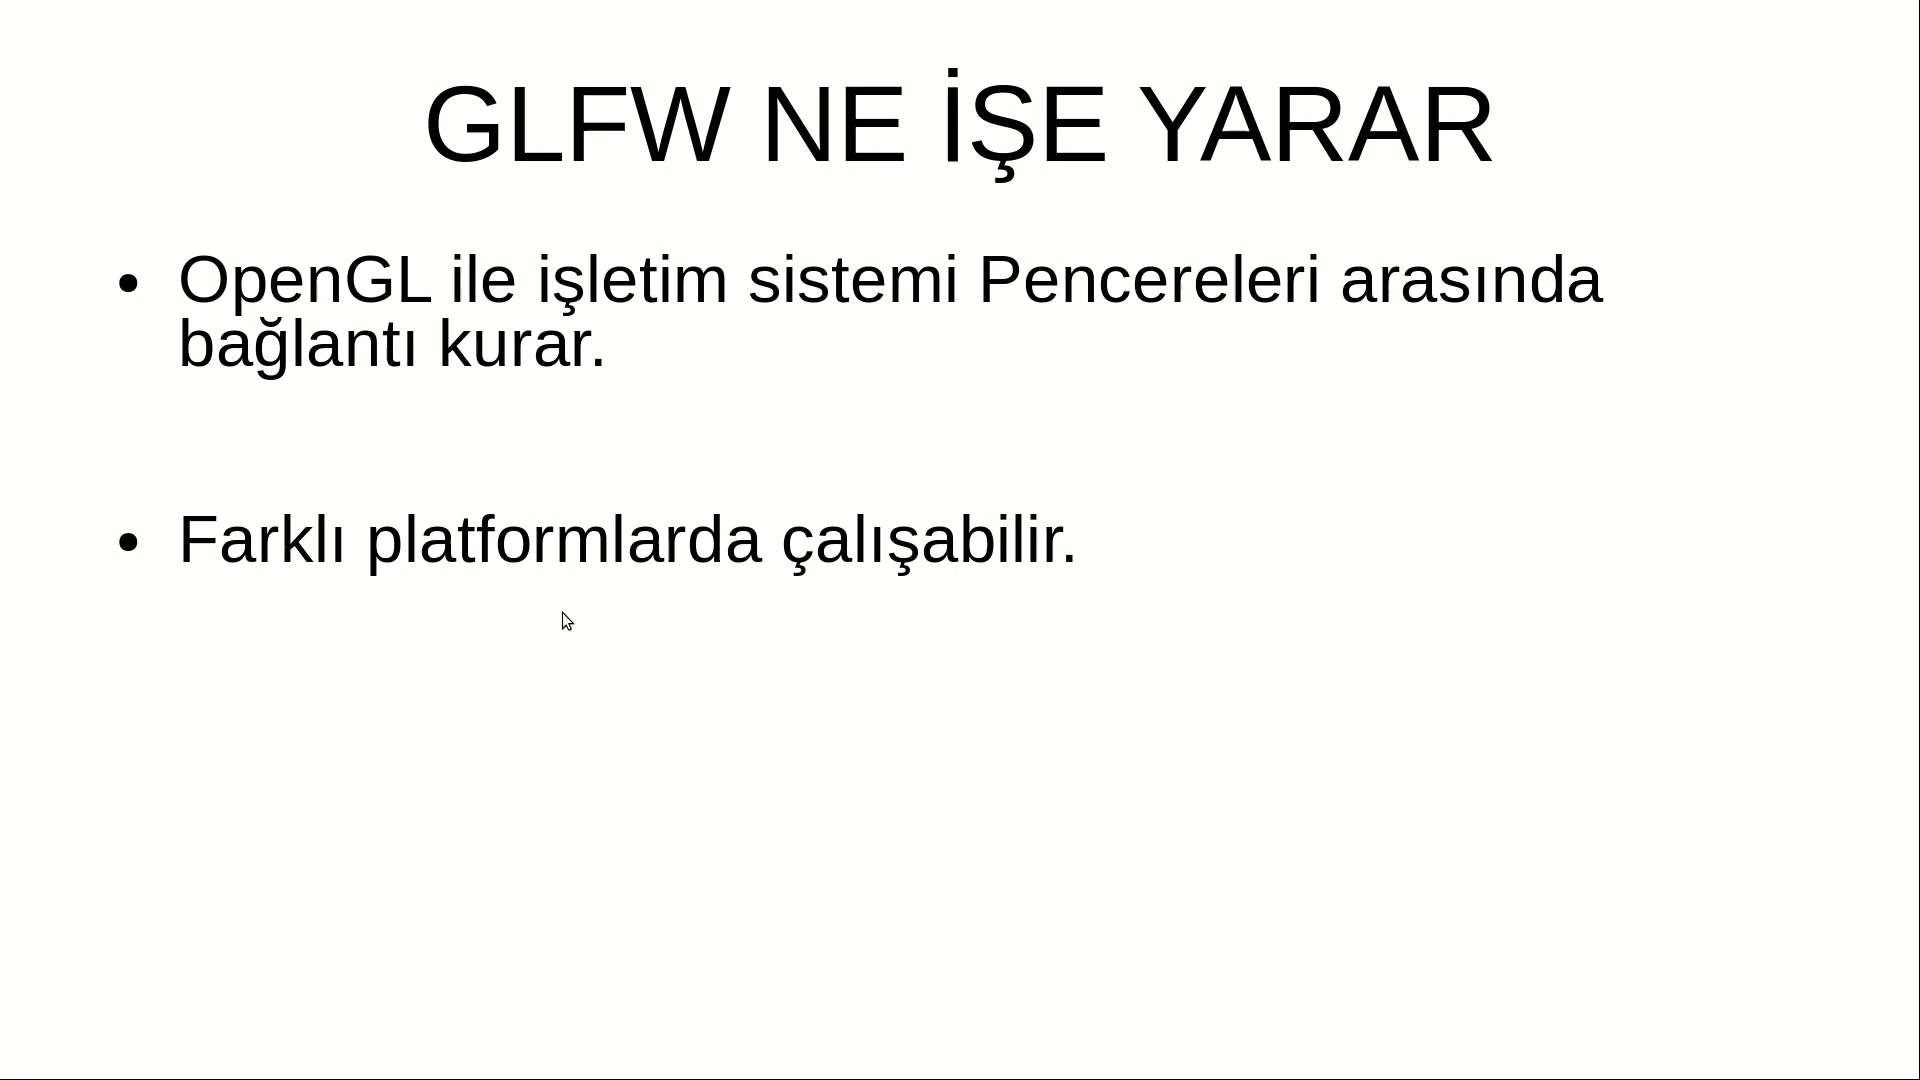 GLFW NE İŞE YARAR
• OpenGL ile işletim sistemi Pencereleri arasında
bağlantı kurar.
• Farklı platformlarda çalışabilir.